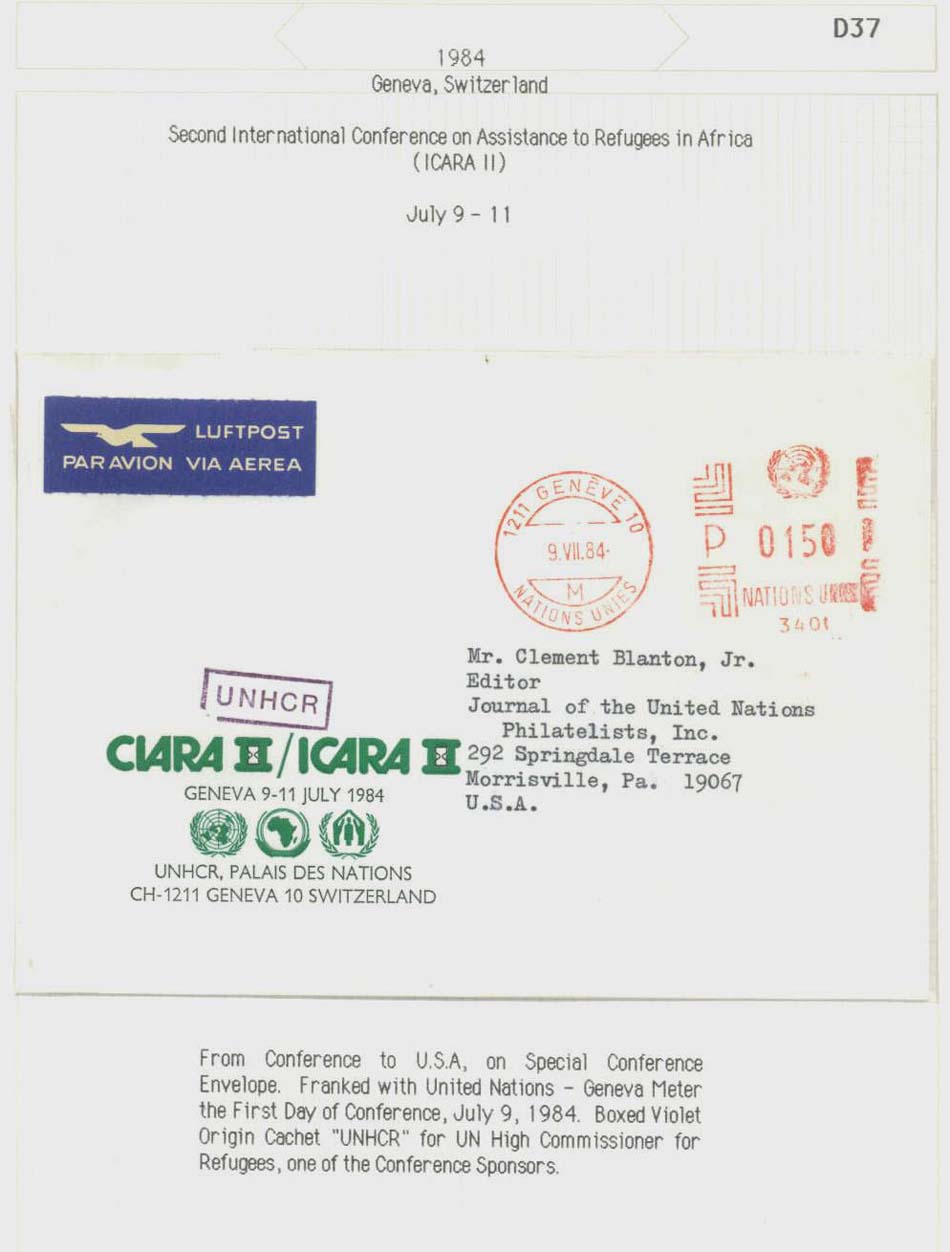 D37
1984
Geneva, Switzerland
Second International Conference on Assistance to Refugees in Africa
(ICARA II)
July 9 - 11
LUFTPOST
PAR AVION VIA AEREA
1211 GENÈVE 10
9.VII.84-
M
NATIONS UNIES
P 0150
NATIONS UNIES
3401
Mr. Clement Blanton, Jr.
Editor
Journal of the United Nations
Philatelists, Inc.
292 Springdale Terrace
Morrisville, Pa. 19067
U.S.A.
UNHCR
CIARA II/ICARA II
GENEVA 9-11 JULY 1984
UNHCR, PALAIS DES NATIONS
CH-1211 GENEVA 10 SWITZERLAND
From Conference to U.S.A, on Special Conference
Envelope. Franked with United Nations - Geneva Meter
the First Day of Conference, July 9, 1984. Boxed Violet
Origin Cachet "UNHCR" for UN High Commissioner for
Refugees, one of the Conference Sponsors.